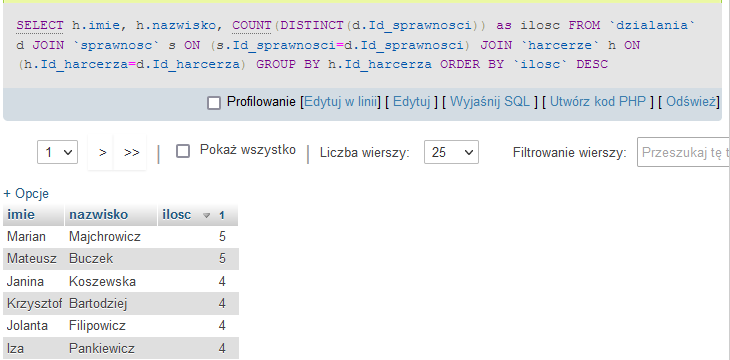 SELECT h.imie, h.nazwisko, COUNT(DISTINCT(d.Id_sprawnosci)) as ilosc FROM `dzialania`
d JOIN `sprawnosc` s ON (s.Id_sprawnosci=d.Id_sprawnosci) JOIN `harcerze` h ON
(h.Id_harcerza=d.Id_harcerza) GROUP BY h.Id_harcerza ORDER BY `ilosc` DESC
Profilowanie [Edytuj w linii] [ Edytuj ] [ Wyjaśnij SQL ] [ Utwórz kod PHP ] [ Odśwież]
1 > >> | Pokaż wszystko | Liczba wierszy: 25 Filtrowanie wierszy: Przeszukaj tę
+ Opcje
imie nazwisko ilosc 1
Marian Majchrowicz 5
Mateusz Buczek 5
Janina Koszewska 4
Krzysztof Bartodziej 4
Jolanta Filipowicz 4
Iza Pankiewicz 4